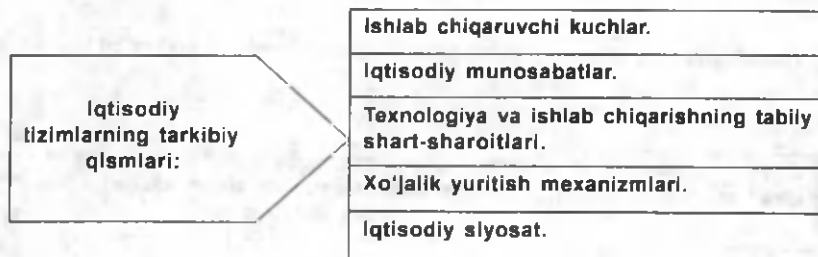 Iqtisodiy
tizimlarning tarkibiy
qismlari:
Ishlab chiqaruvchi kuchlar.
Iqtisodiy munosabatlar.
Texnologiya va ishlab chiqarishning tabiiy
shart-sharoitlari.
Xo'jalik yuritish mexanizmlari.
Iqtisodiy siyosat.